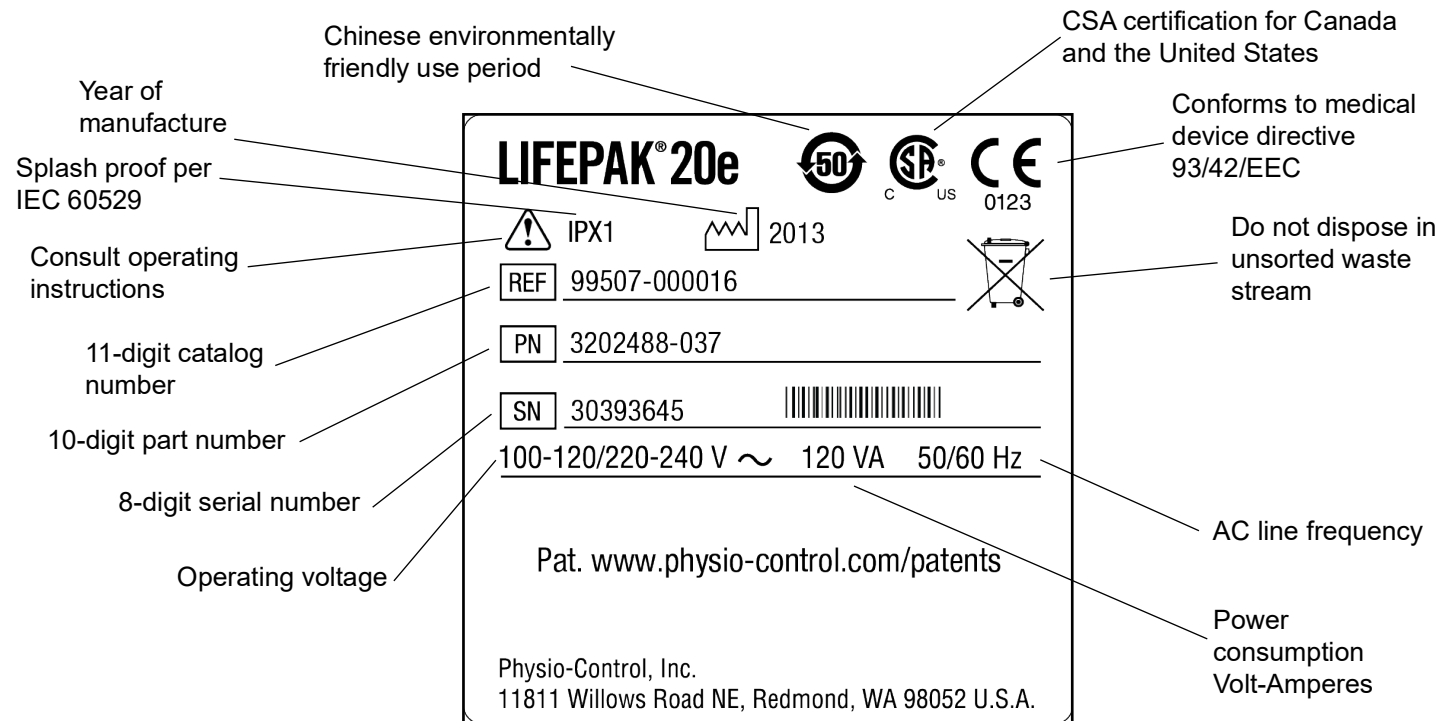 Chinese environmentally
friendly use period
CSA certification for Canada
and the United States
Year of
manufacture
Conforms to medical
device directive
93/42/EEC
Splash proof per
IEC 60529
Consult operating
instructions
Do not dispose in
unsorted waste
stream
11-digit catalog
number
10-digit part number
8-digit serial number
Operating voltage
AC line frequency
Power
consumption
Volt-Amperes
LIFEPAK® 20e
50
C SA ® US
CE
0123
IPX1 2013
REF 99507-000016
PN 3202488-037
SN 30393645
100-120/220-240 V ~ 120 VA 50/60 Hz
Pat. www.physio-control.com/patents
Physio-Control, Inc.
11811 Willows Road NE, Redmond, WA 98052 U.S.A.